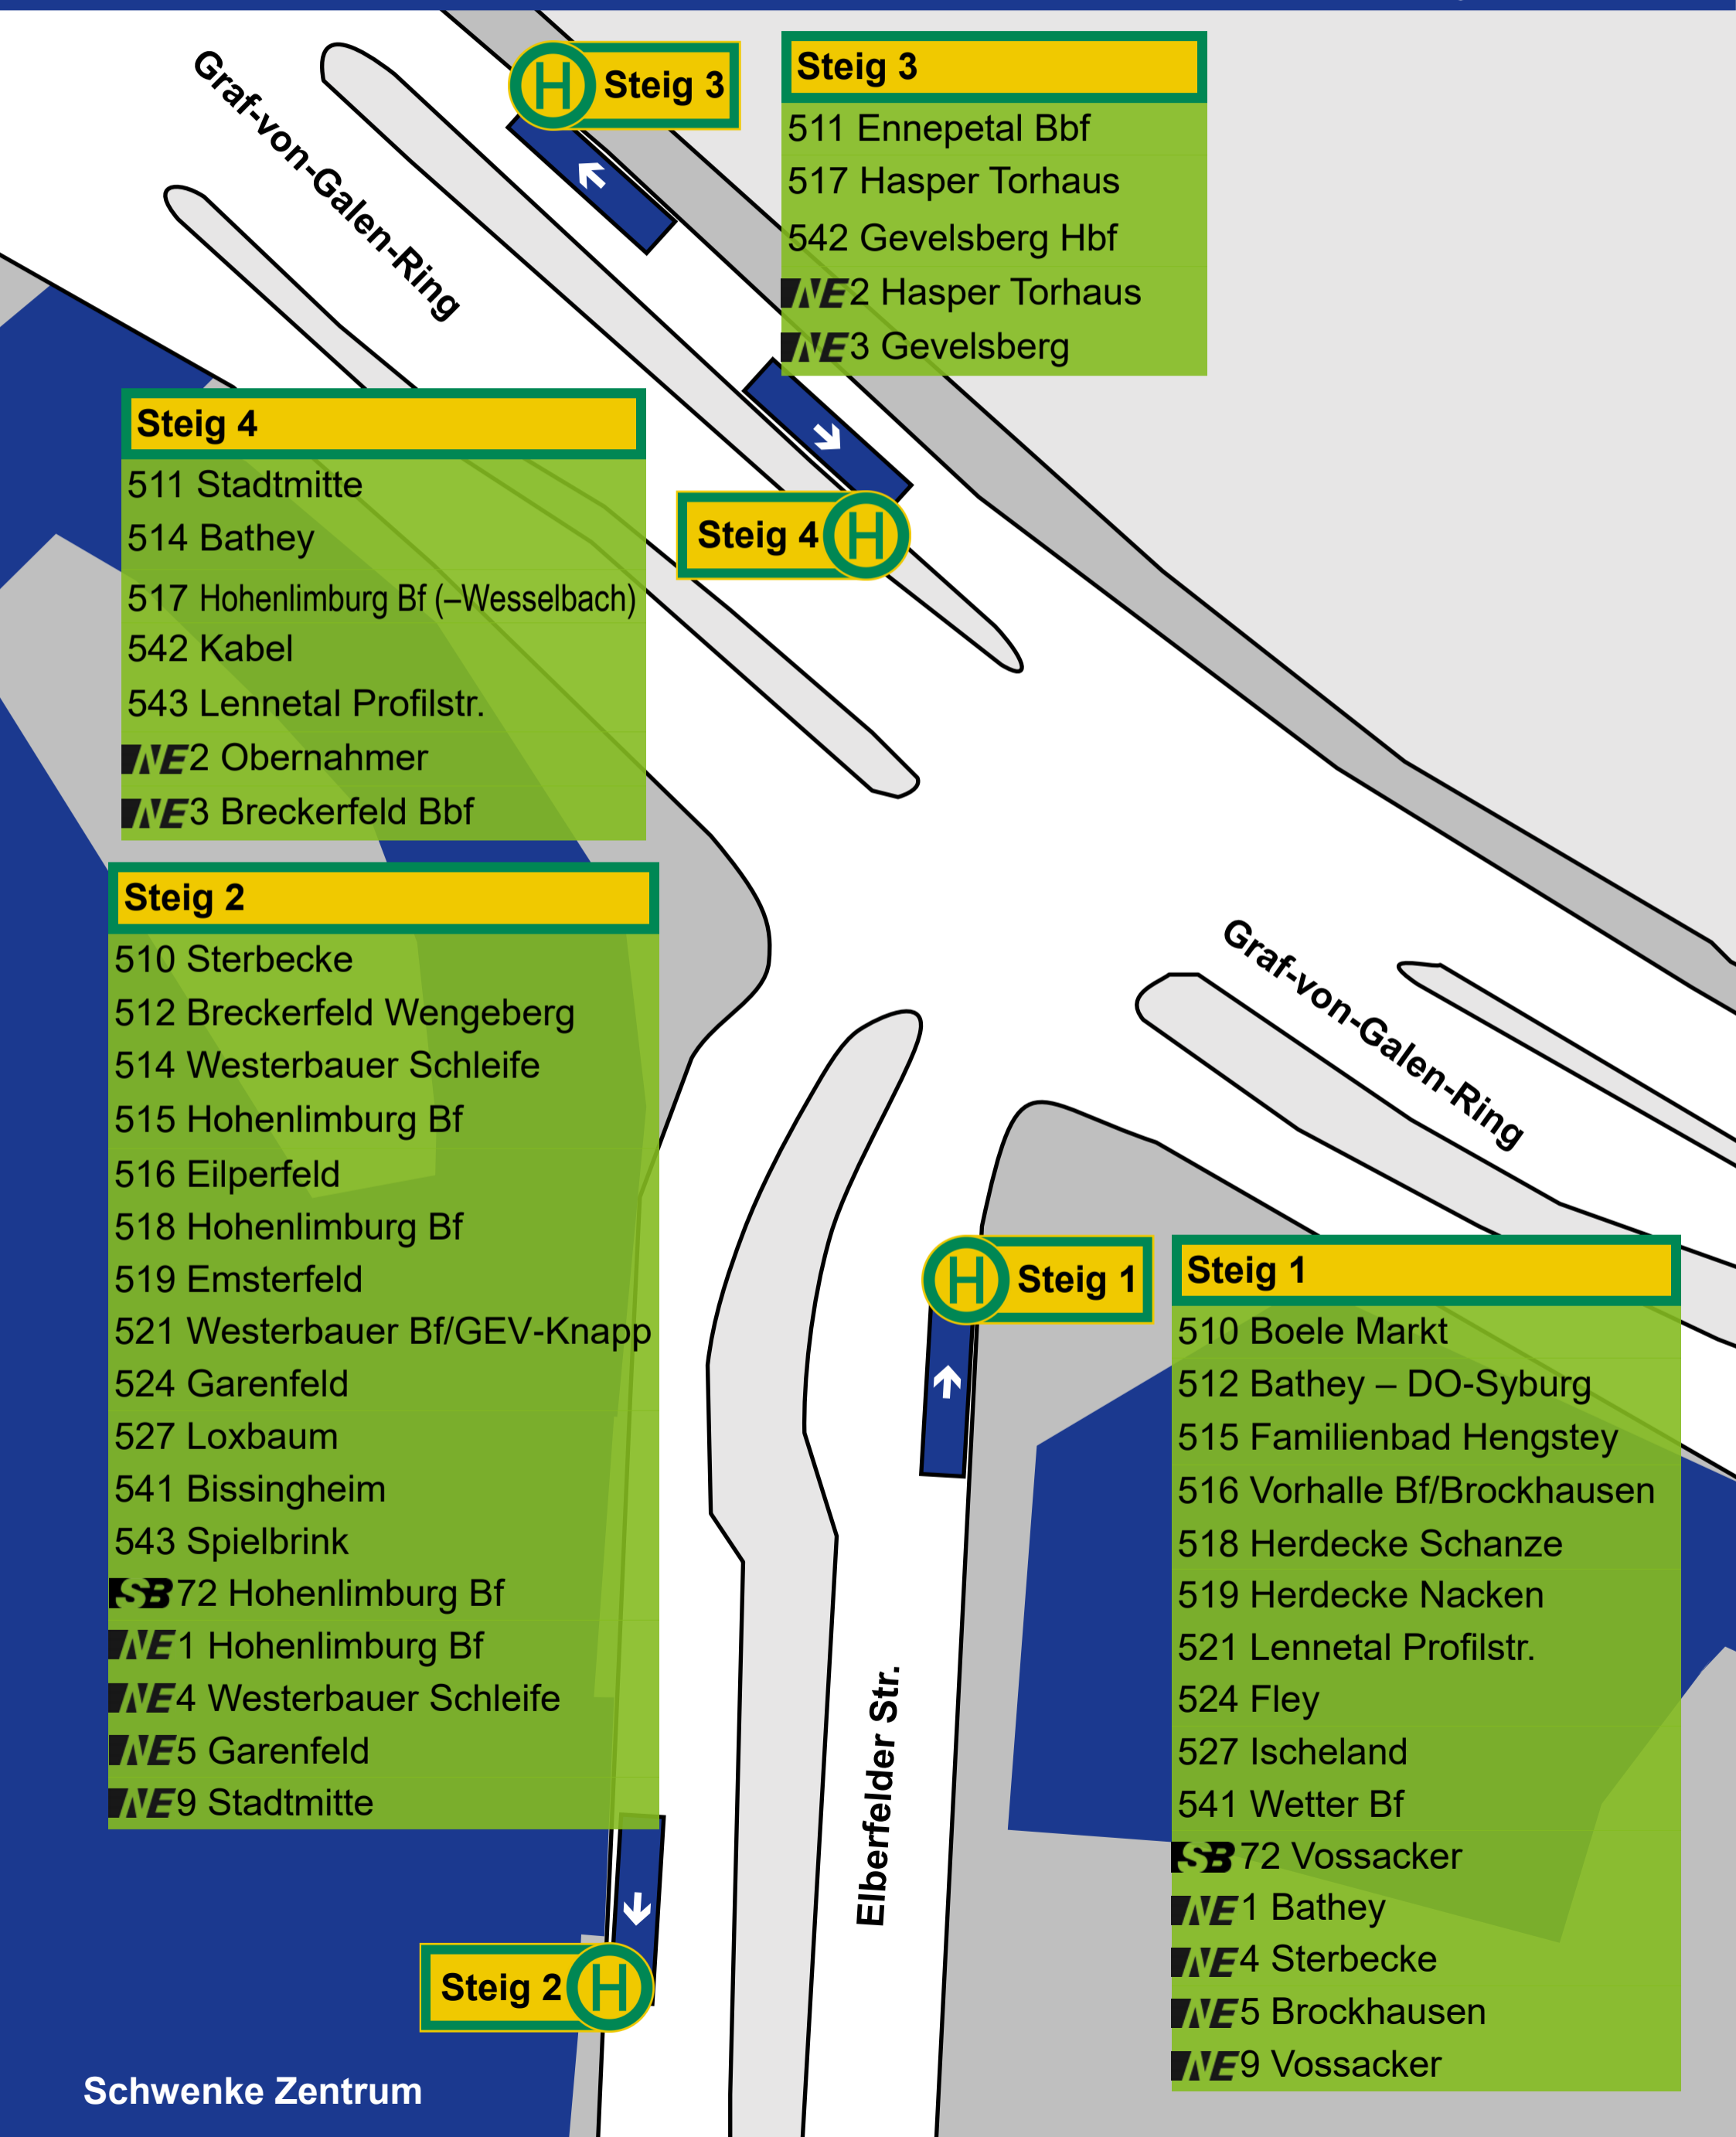 Graf-von-Galen-Ring
H Steig 3
Steig 3
511 Ennepetal Bbf
517 Hasper Torhaus
542 Gevelsberg Hbf
NE2 Hasper Torhaus
NE3 Gevelsberg
Steig 4
511 Stadtmitte
514 Bathey
517 Hohenlimburg Bf (–Wesselbach)
542 Kabel
543 Lennetal Profilstr.
NE2 Obernahmer
NE3 Breckerfeld Bbf
Steig 4 H
Steig 2
510 Sterbecke
512 Breckerfeld Wengeberg
514 Westerbauer Schleife
515 Hohenlimburg Bf
516 Eilperfeld
518 Hohenlimburg Bf
519 Emsterfeld
521 Westerbauer Bf/GEV-Knapp
524 Garenfeld
527 Loxbaum
541 Bissingheim
543 Spielbrink
SB72 Hohenlimburg Bf
NE1 Hohenlimburg Bf
NE4 Westerbauer Schleife
NE5 Garenfeld
NE9 Stadtmitte
Graf-von-Galen-Ring
H Steig 1
Steig 1
510 Boele Markt
512 Bathey – DO-Syburg
515 Familienbad Hengstey
516 Vorhalle Bf/Brockhausen
518 Herdecke Schanze
519 Herdecke Nacken
521 Lennetal Profilstr.
524 Fley
527 Ischeland
541 Wetter Bf
SB72 Vossacker
NE1 Bathey
NE4 Sterbecke
NE5 Brockhausen
NE9 Vossacker
Elberfelder Str.
Steig 2 H
Schwenke Zentrum